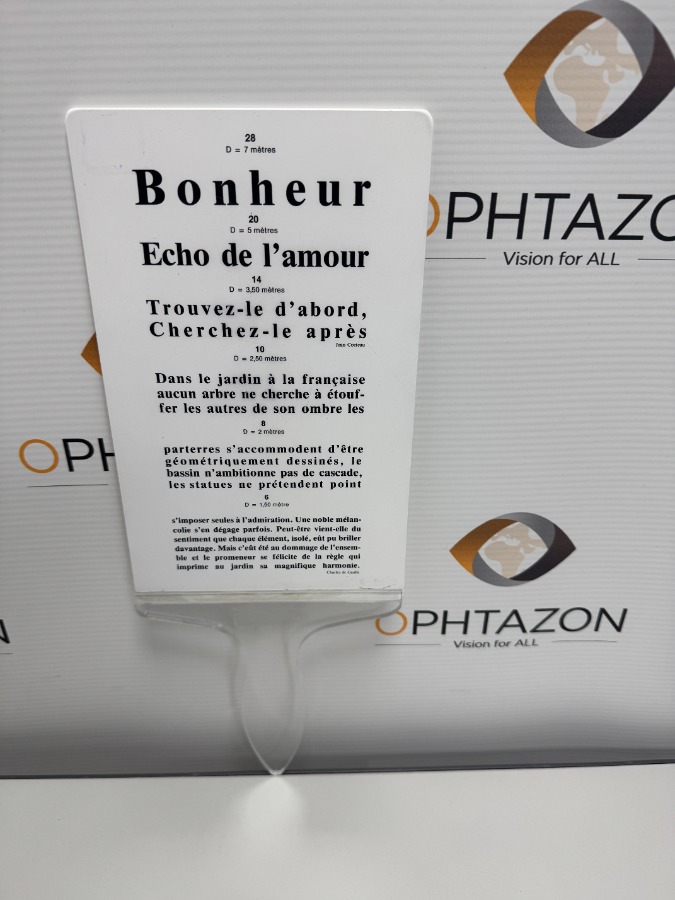 28
D = 7 mètres
Bonheur
20
D = 5 mètres
Echo de l'amour
14
D = 3,50 mètres
Trouvez-le d'abord,
Cherchez-le après
Jean Cocteau
10
D = 2,50 mètres
Dans le jardin à la française
aucun arbre ne cherche à étouf-
fer les autres de son ombre les
8
D = 2 mètres
parterres s'accommodent d'être
géométriquement dessinés, le
bassin n'ambitionne pas de cascade,
les statues ne prétendent point
6
D = 1,50 mètre
s'imposer seules à l'admiration. Une noble mélan-
colie s'en dégage parfois. Peut-être vient-elle du
sentiment que chaque élément, isolé, eût pu briller
davantage. Mais c'eût été au dommage de l'ensem-
ble et le promeneur se félicite de la règle qui
imprime au jardin sa magnifique harmonie.
Charles de Gaulle
OPHTAZO
Vision for ALL
OPH
OPHTAZON
Vision for ALL
N